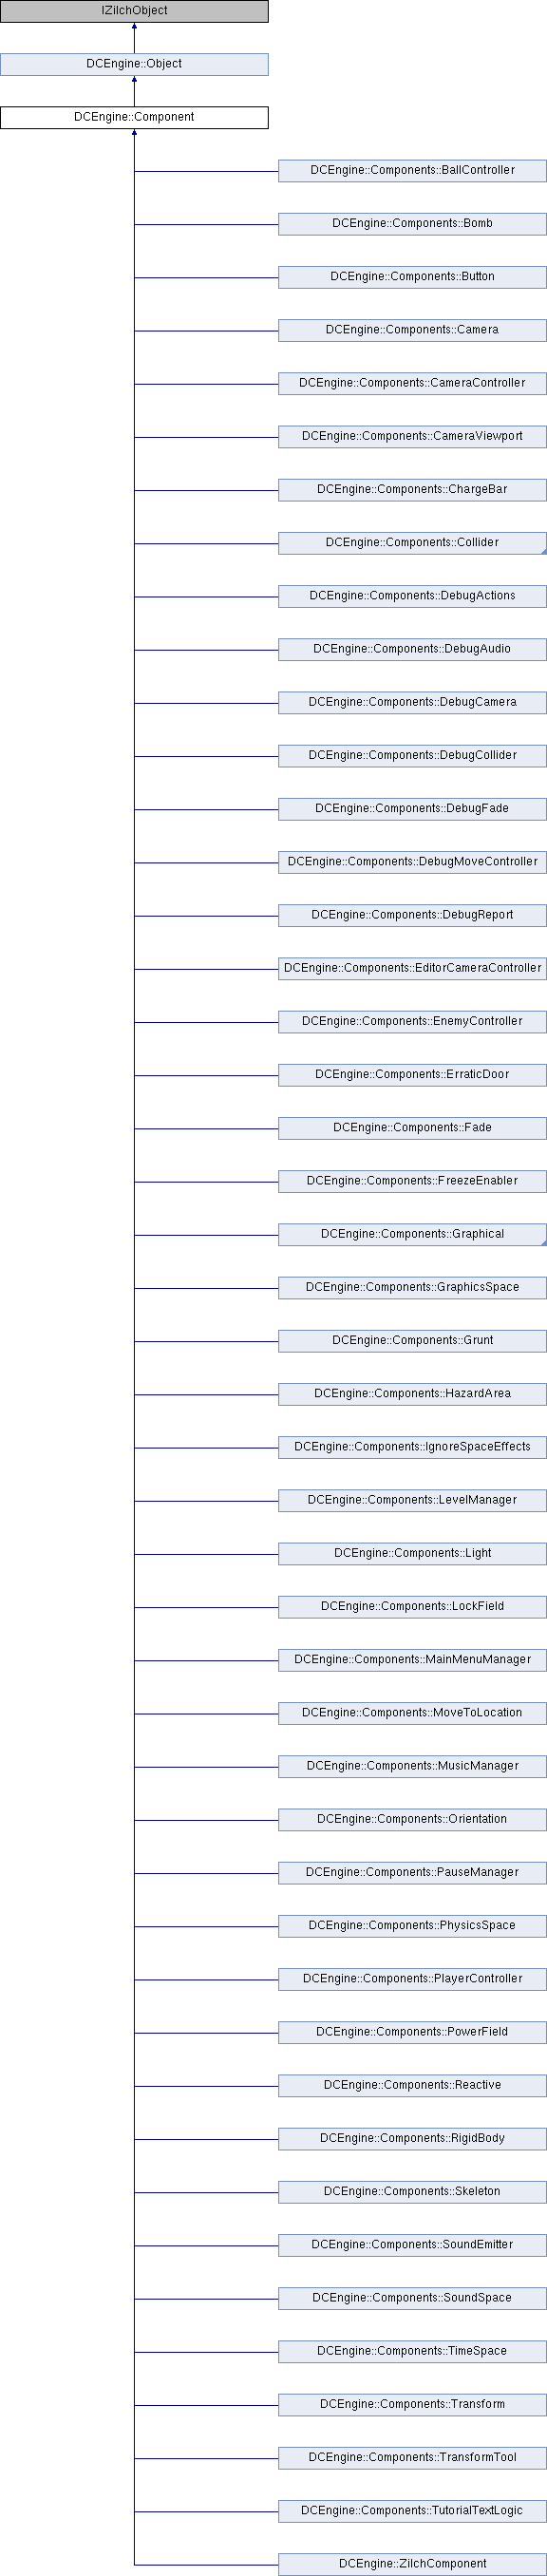 IZilchObject
DCEngine::Object
DCEngine::Component
DCEngine::Components::BallController
DCEngine::Components::Bomb
DCEngine::Components::Button
DCEngine::Components::Camera
DCEngine::Components::CameraController
DCEngine::Components::CameraViewport
DCEngine::Components::ChargeBar
DCEngine::Components::Collider
DCEngine::Components::DebugActions
DCEngine::Components::DebugAudio
DCEngine::Components::DebugCamera
DCEngine::Components::DebugCollider
DCEngine::Components::DebugFade
DCEngine::Components::DebugMoveController
DCEngine::Components::DebugReport
DCEngine::Components::EditorCameraController
DCEngine::Components::EnemyController
DCEngine::Components::ErraticDoor
DCEngine::Components::Fade
DCEngine::Components::FreezeEnabler
DCEngine::Components::Graphical
DCEngine::Components::GraphicsSpace
DCEngine::Components::Grunt
DCEngine::Components::HazardArea
DCEngine::Components::IgnoreSpaceEffects
DCEngine::Components::LevelManager
DCEngine::Components::Light
DCEngine::Components::LockField
DCEngine::Components::MainMenuManager
DCEngine::Components::MoveToLocation
DCEngine::Components::MusicManager
DCEngine::Components::Orientation
DCEngine::Components::PauseManager
DCEngine::Components::PhysicsSpace
DCEngine::Components::PlayerController
DCEngine::Components::PowerField
DCEngine::Components::Reactive
DCEngine::Components::RigidBody
DCEngine::Components::Skeleton
DCEngine::Components::SoundEmitter
DCEngine::Components::SoundSpace
DCEngine::Components::TimeSpace
DCEngine::Components::Transform
DCEngine::Components::TransformTool
DCEngine::Components::TutorialTextLogic
DCEngine::ZilchComponent